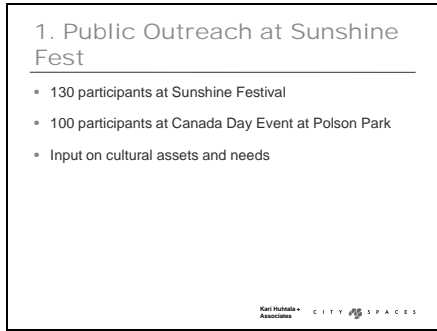 1. Public Outreach at Sunshine
Fest
• 130 participants at Sunshine Festival
• 100 participants at Canada Day Event at Polson Park
• Input on cultural assets and needs
Kari Huhtala +
Associates
CITY SPACES